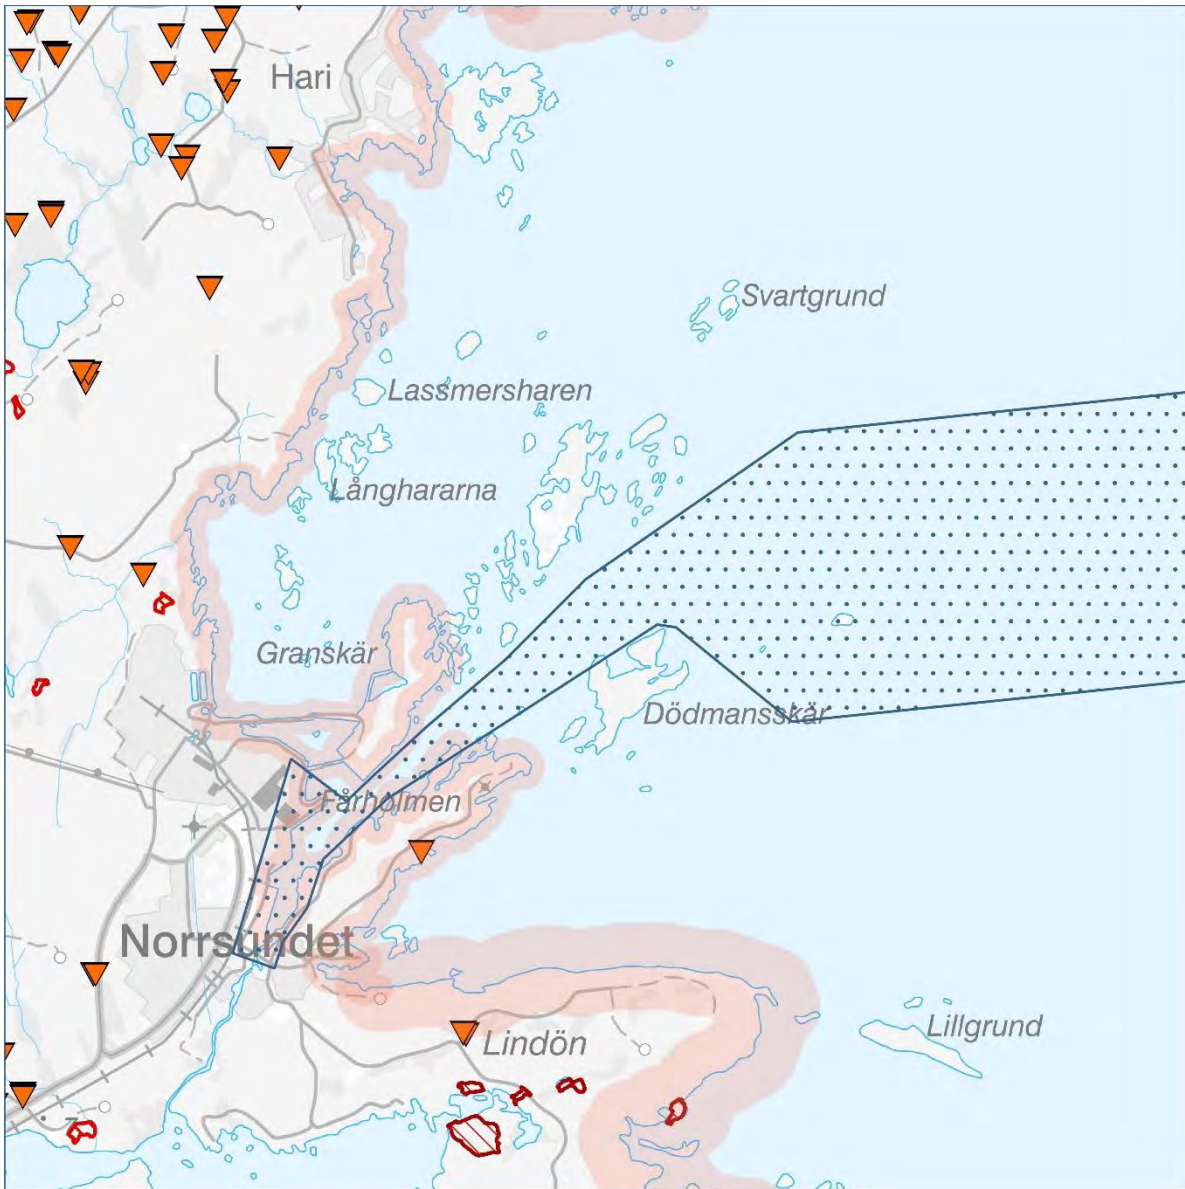 Hari
Svartgrund
Lassmersharen
Långhararna
Granskär
Dödmansskär
Fårholmen
Norrsundet
Lillgrund
Lindön